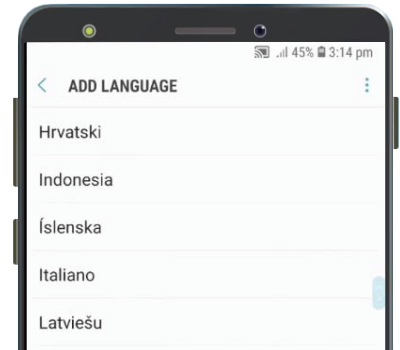 45% 3:14 pm
ADD LANGUAGE
Hrvatski
Indonesia
Íslenska
Italiano
Latviešu